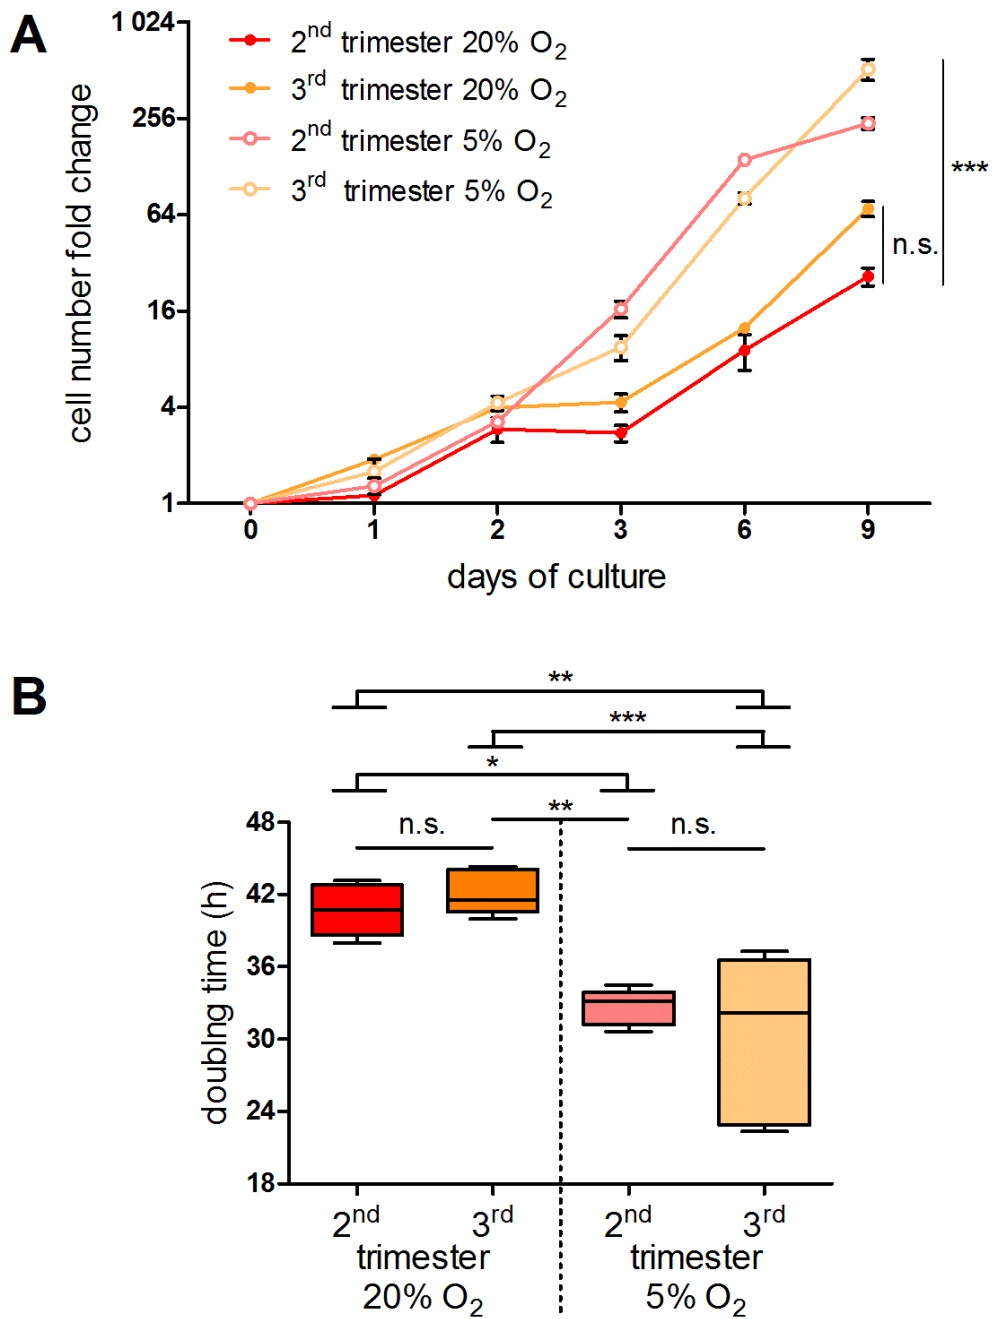 A
1 024
256
64
16
4
1
cell number fold change
2nd trimester 20% O2
3rd trimester 20% O2
2nd trimester 5% O2
3rd trimester 5% O2
***
n.s.
0 1 2 3 6 9
days of culture
B
**
***
*
**
n.s.
n.s.
48
42
36
30
24
18
doubling time (h)
2nd 3rd 2nd 3rd
trimester trimester
20% O2 5% O2